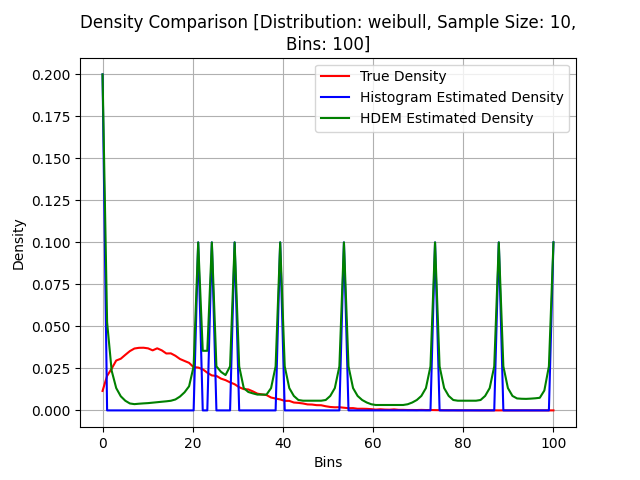 Density Comparison [Distribution: weibull, Sample Size: 10,
Bins: 100]
True Density
Histogram Estimated Density
HDEM Estimated Density
0.200
0.175
0.150
0.125
0.100
0.075
0.050
0.025
0.000
Density
0 20 40 60 80 100
Bins